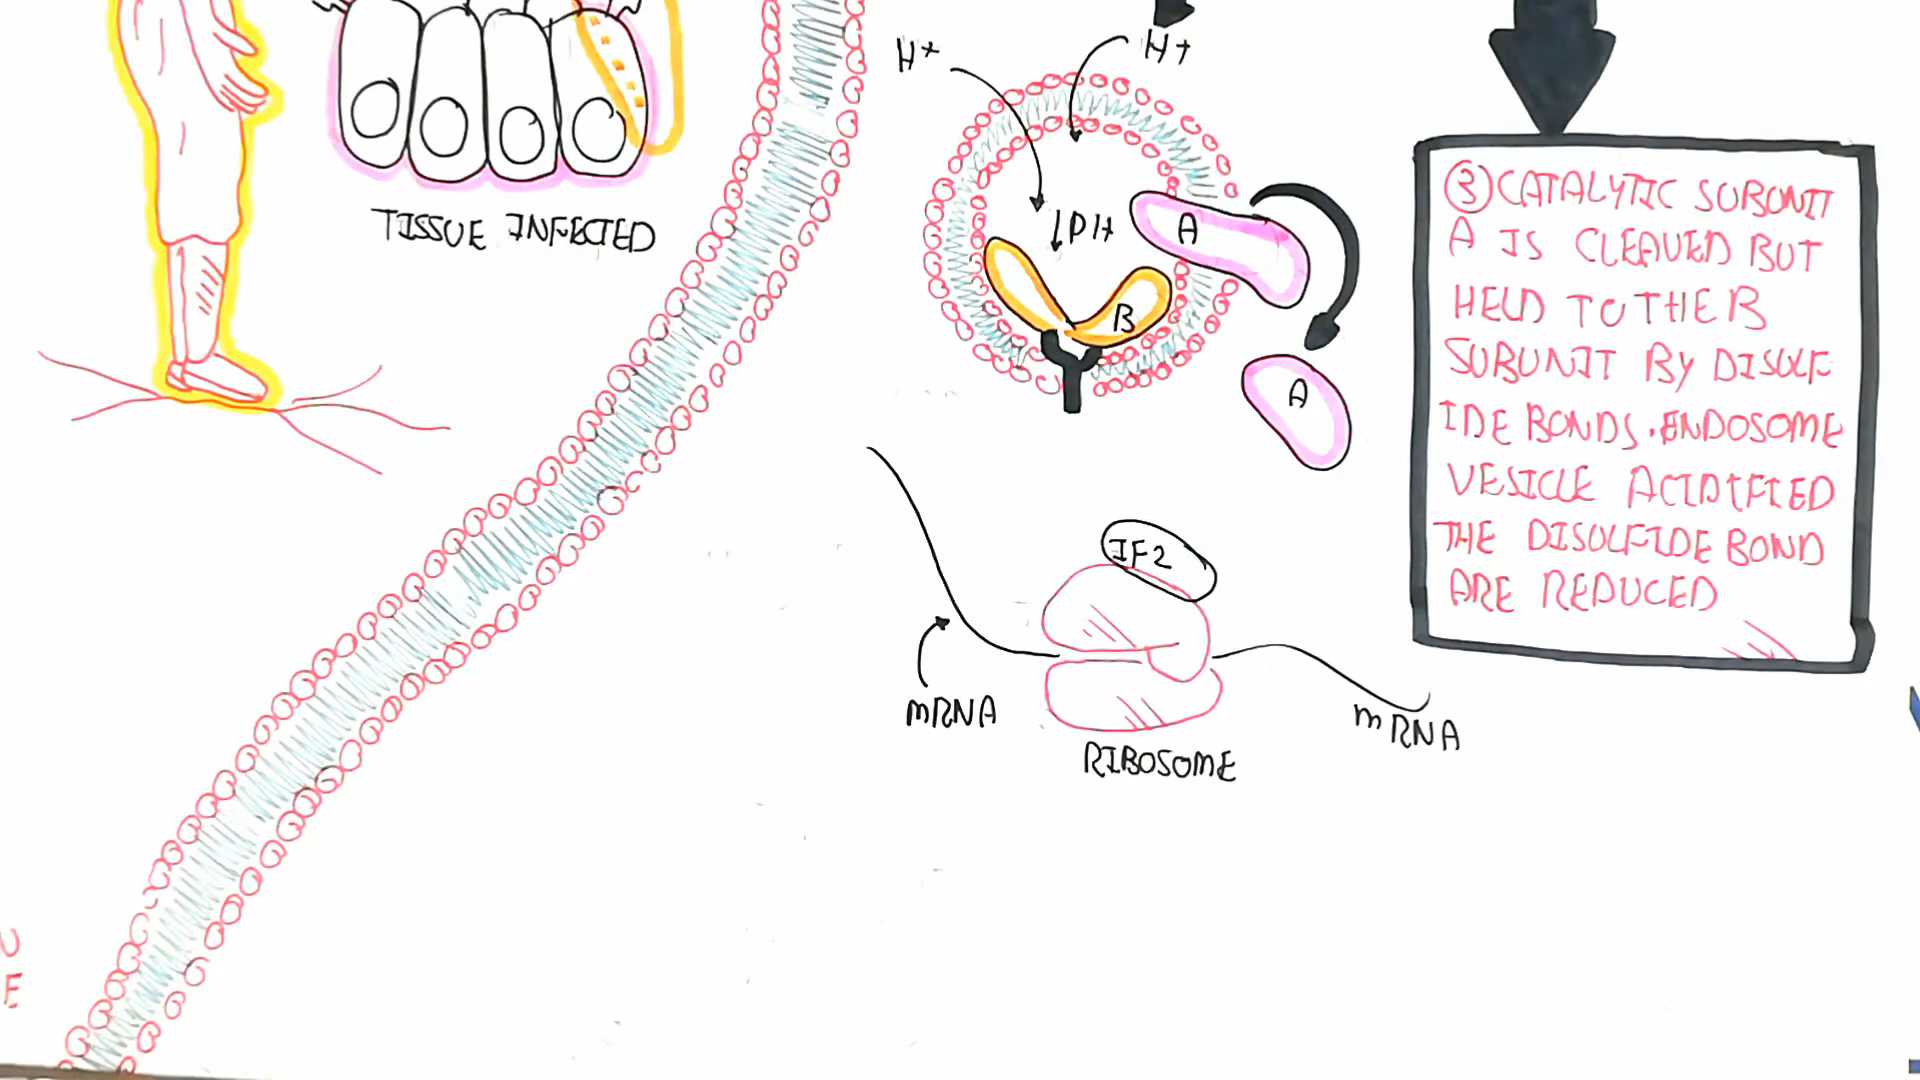 TISSUE INFECTED
H+
H+
↓PH
A
B
A
IF2
mRNA
RIBOSOME
mRNA
③ CATALYTIC SUBUNIT
A IS CLEAVED BUT
HELD TO THE B
SUBUNIT BY DISULF
IDE BONDS. ENDOSOME
VESICLE ACIDIFIED
THE DISULFIDE BOND
ARE REDUCED
U
E